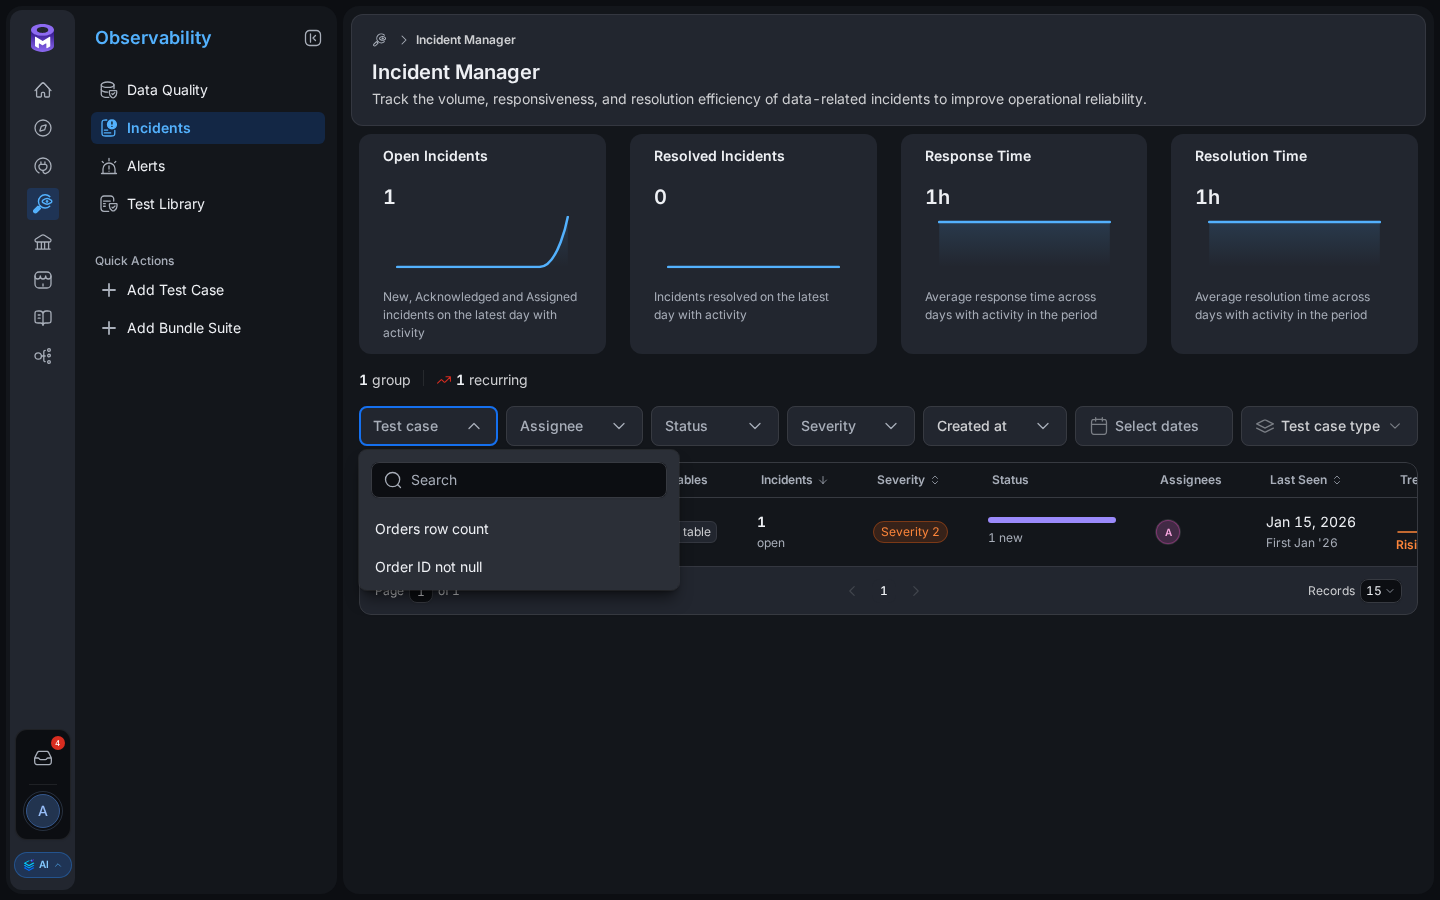 Observability
Data Quality
Incidents
Alerts
Test Library
Quick Actions
Add Test Case
Add Bundle Suite
4
A
AI
Incident Manager
Incident Manager
Track the volume, responsiveness, and resolution efficiency of data-related incidents to improve operational reliability.
Open Incidents
1
New, Acknowledged and Assigned
incidents on the latest day with
activity
Resolved Incidents
0
Incidents resolved on the latest
day with activity
Response Time
1h
Average response time across
days with activity in the period
Resolution Time
1h
Average resolution time across
days with activity in the period
1 group
1 recurring
Test case
Assignee
Status
Severity
Created at
Select dates
Test case type
Search
Orders row count
Order ID not null
ables
Incidents
Severity
Status
Assignees
Last Seen
Tre
table
1
open
Severity 2
1 new
A
Jan 15, 2026
First Jan '26
Risi
Page 1 of 1
1
Records 15